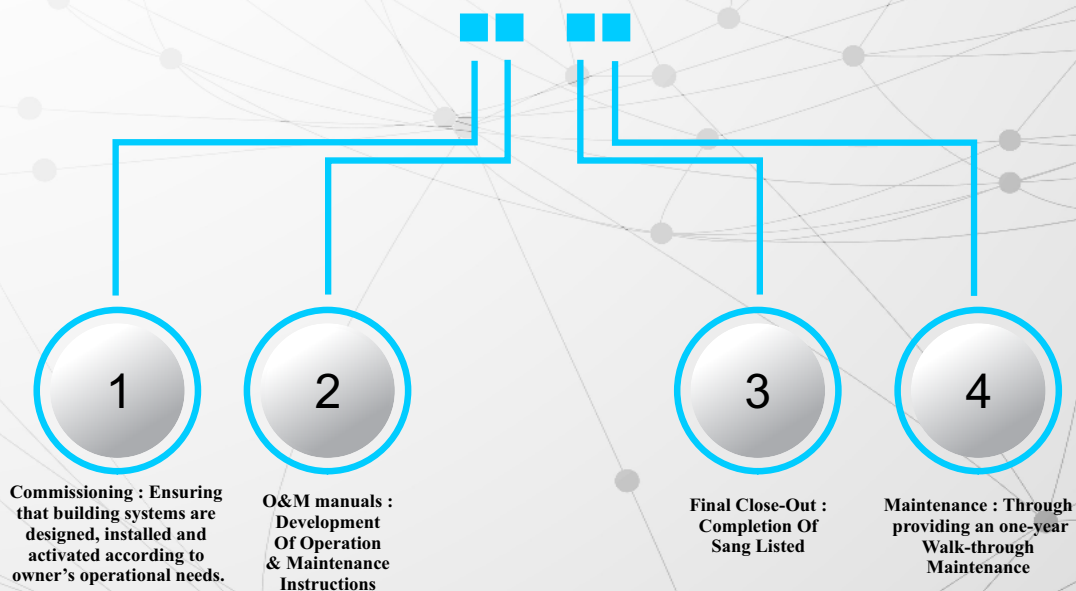 1
Commissioning : Ensuring
that building systems are
designed, installed and
activated according to
owner’s operational needs.
2
O&M manuals :
Development
Of Operation
& Maintenance
Instructions
3
Final Close-Out :
Completion Of
Sang Listed
4
Maintenance : Through
providing an one-year
Walk-through
Maintenance